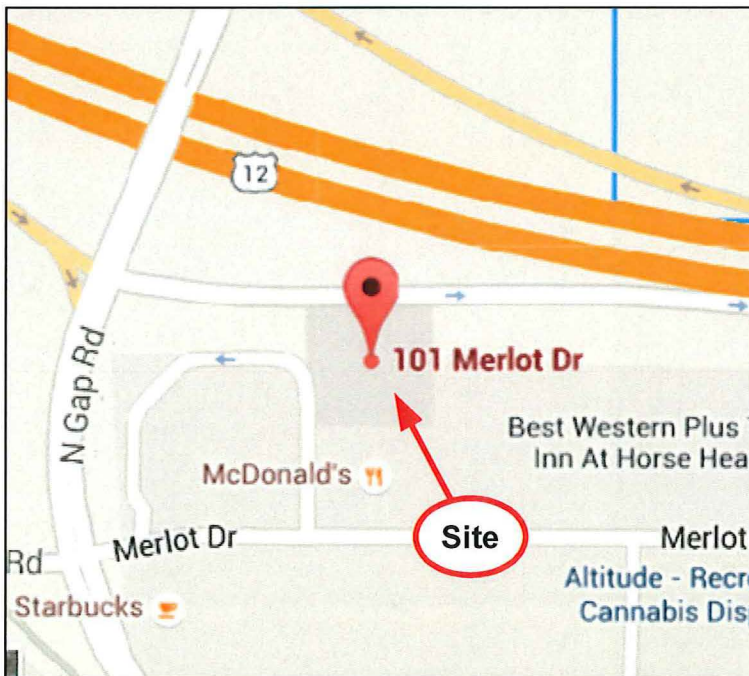 12
101 Merlot Dr
N Gap Rd
Best Western Plus
Inn At Horse Hea
McDonald's
Site
Merlot Dr
Merlot
Rd
Altitude - Recre
Cannabis Disp
Starbucks